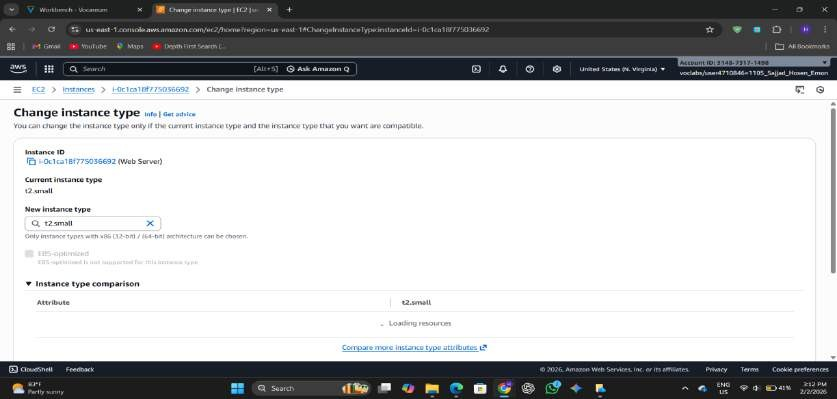 Workbench - Vocareum
Change instance type | EC2 | us-e
us-east-1.console.aws.amazon.com/ec2/home?region=us-east-1#ChangeInstanceType:instanceId=i-0c1ca18f775036692
Gmail YouTube Maps Depth First Search (... All Bookmarks
aws Search [Alt+S] Ask Amazon Q United States (N. Virginia) Account ID: 3148-7317-1498
voclabs/user4710846=1105_Sajjad_Hosen_Emon
EC2 Instances i-0c1ca18f775036692 Change instance type
Change instance type Info | Get advice
You can change the instance type only if the current instance type and the instance type that you want are compatible.
Instance ID
i-0c1ca18f775036692 (Web Server)
Current instance type
t2.small
New instance type
t2.small
Only instance types with x86 (32-bit) / (64-bit) architecture can be chosen.
EBS-optimized
EBS-optimized is not supported for this instance type
Instance type comparison
Attribute t2.small
Loading resources
Compare more instance type attributes
CloudShell Feedback © 2026, Amazon Web Services, Inc. or its affiliates. Privacy Terms Cookie preferences
83°F
Partly sunny
Search
ENG
US
41%
3:12 PM
2/2/2026